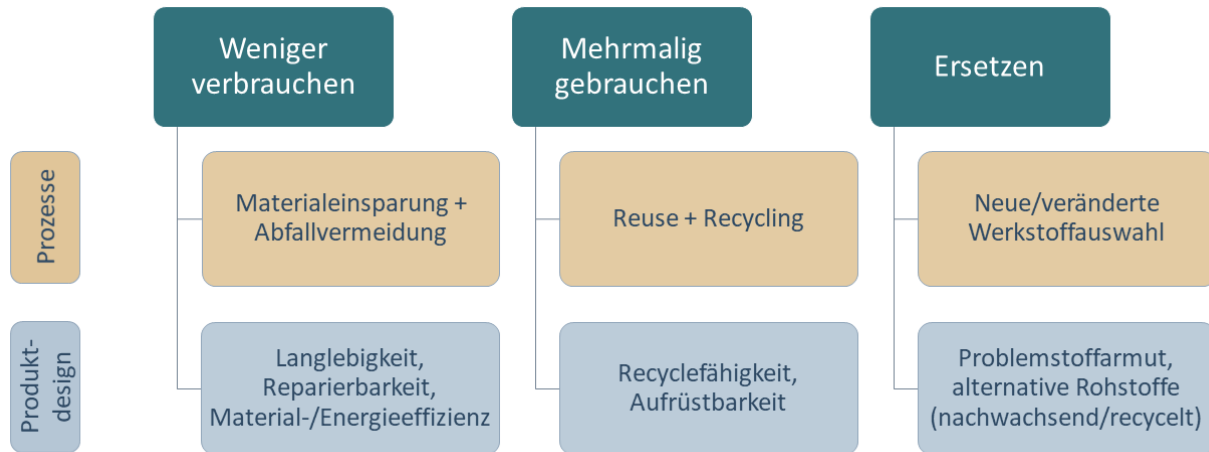 Weniger
verbrauchen
Mehrmalig
gebrauchen
Ersetzen
Prozesse
Materialeinsparung +
Abfallvermeidung
Reuse + Recycling
Neue/veränderte
Werkstoffauswahl
Produkt-
design
Langlebigkeit,
Reparierbarkeit,
Material-/Energieeffizienz
Recyclefähigkeit,
Aufrüstbarkeit
Problemstoffarmut,
alternative Rohstoffe
(nachwachsend/recycelt)